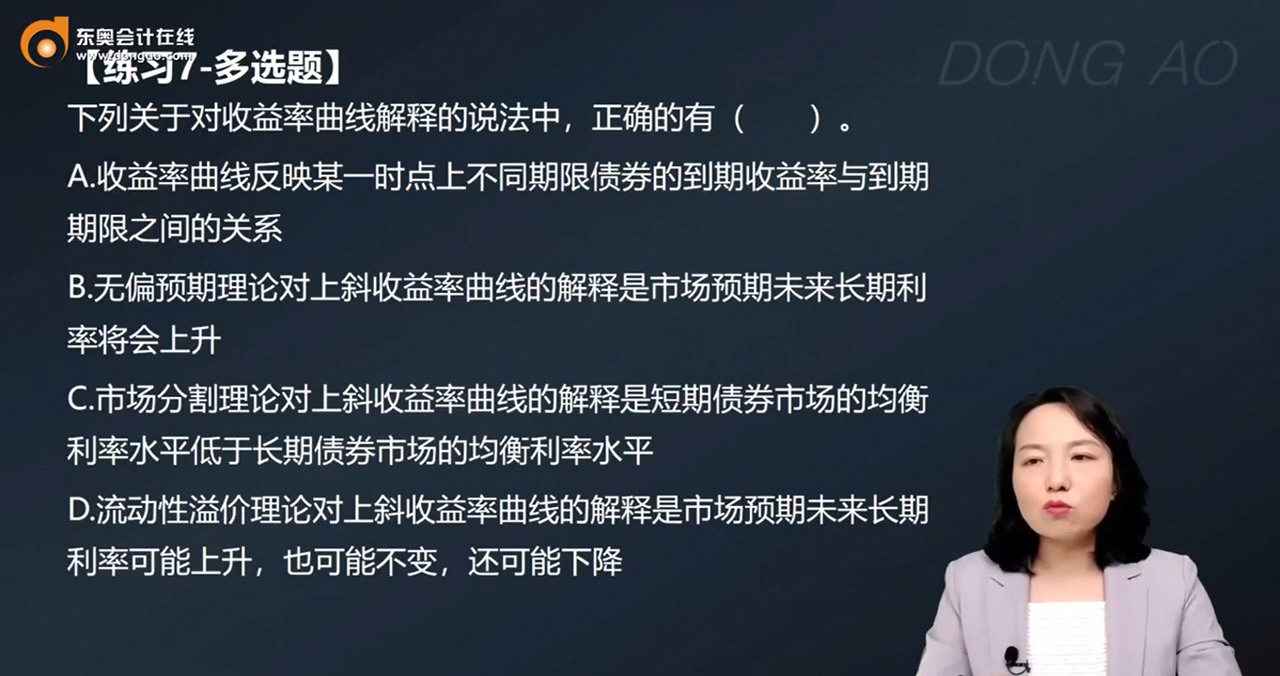 东奥会计在线
www.dongao.com
DONG AO
【练习7-多选题】
下列关于对收益率曲线解释的说法中，正确的有（　　）。
A.收益率曲线反映某一时点上不同期限债券的到期收益率与到期
期限之间的关系
B.无偏预期理论对上斜收益率曲线的解释是市场预期未来长期利
率将会上升
C.市场分割理论对上斜收益率曲线的解释是短期债券市场的均衡
利率水平低于长期债券市场的均衡利率水平
D.流动性溢价理论对上斜收益率曲线的解释是市场预期未来长期
利率可能上升，也可能不变，还可能下降